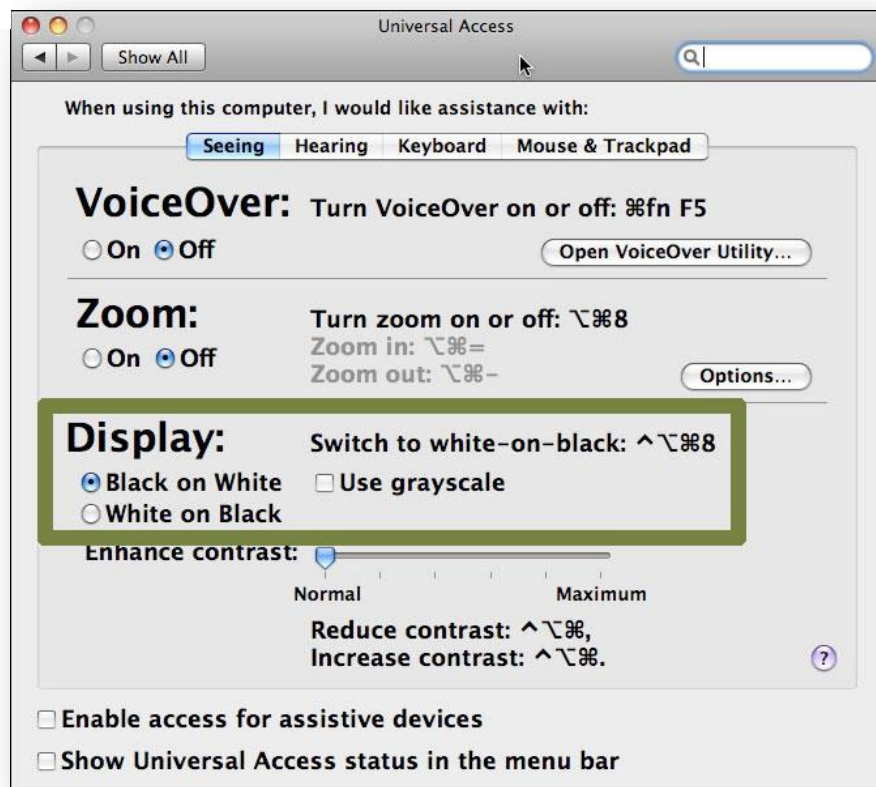 Universal Access
Show All
When using this computer, I would like assistance with:
Seeing Hearing Keyboard Mouse & Trackpad
VoiceOver: Turn VoiceOver on or off: ⌘fn F5
On Off Open VoiceOver Utility...
Zoom: Turn zoom on or off: ⌥⌘8
On Off Zoom in: ⌥⌘=
Zoom out: ⌥⌘- Options...
Display: Switch to white-on-black: ^⌥⌘8
Black on White Use grayscale
White on Black
Enhance contrast:
Normal Maximum
Reduce contrast: ^⌥⌘,
Increase contrast: ^⌥⌘.
?
Enable access for assistive devices
Show Universal Access status in the menu bar